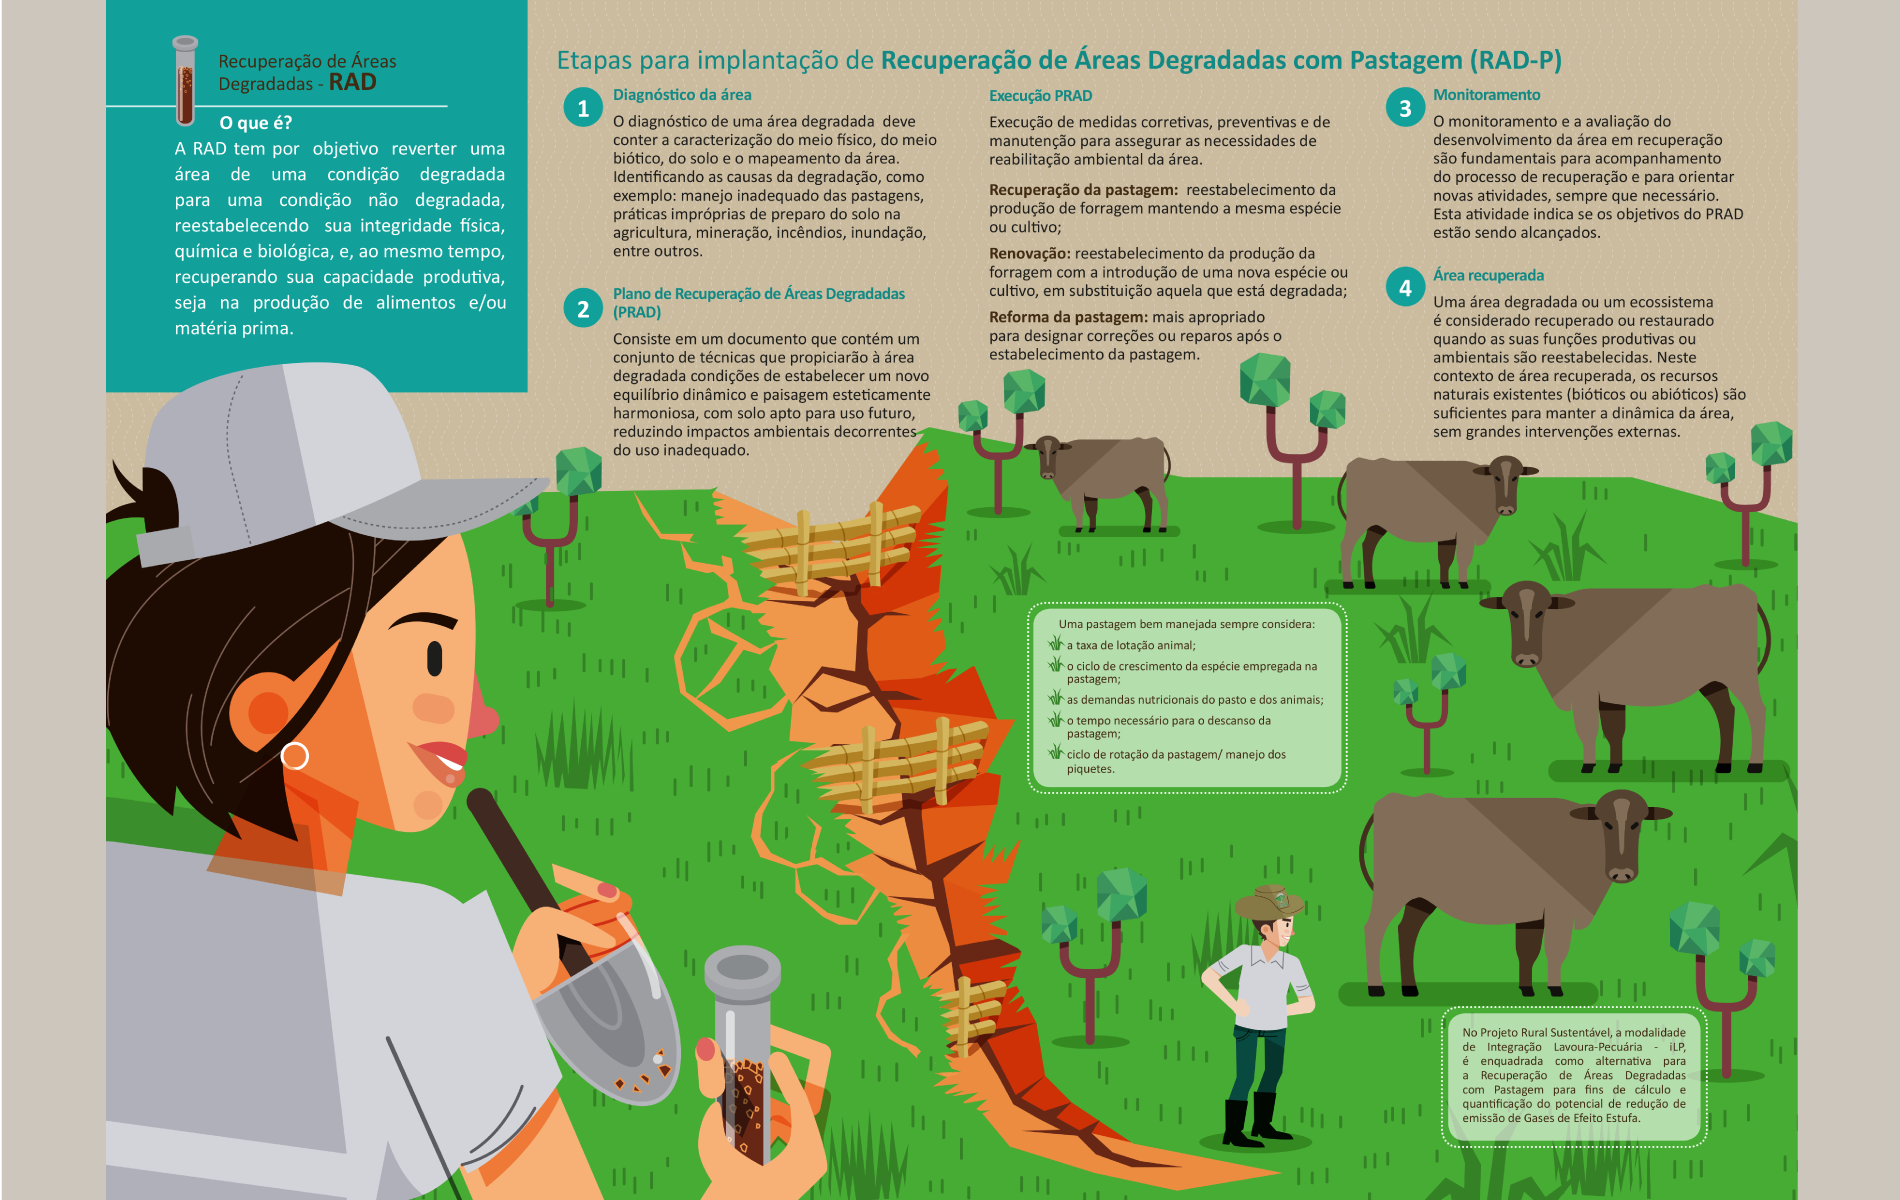 Recuperação de Áreas
Degradadas - RAD
O que é?
A RAD tem por objetivo reverter uma
área de uma condição degradada
para uma condição não degradada,
reestabelecendo sua integridade física,
química e biológica, e, ao mesmo tempo,
recuperando sua capacidade produtiva,
seja na produção de alimentos e/ou
matéria prima.
Etapas para implantação de Recuperação de Áreas Degradadas com Pastagem (RAD-P)
1
Diagnóstico da área
O diagnóstico de uma área degradada deve
conter a caracterização do meio físico, do meio
biótico, do solo e o mapeamento da área.
Identificando as causas da degradação, como
exemplo: manejo inadequado das pastagens,
práticas impróprias de preparo do solo na
agricultura, mineração, incêndios, inundação,
entre outros.
2
Plano de Recuperação de Áreas Degradadas
(PRAD)
Consiste em um documento que contém um
conjunto de técnicas que propiciarão à área
degradada condições de estabelecer um novo
equilíbrio dinâmico e paisagem esteticamente
harmoniosa, com solo apto para uso futuro,
reduzindo impactos ambientais decorrentes
do uso inadequado.
Execução PRAD
Execução de medidas corretivas, preventivas e de
manutenção para assegurar as necessidades de
reabilitação ambiental da área.
Recuperação da pastagem: reestabelecimento da
produção de forragem mantendo a mesma espécie
ou cultivo;
Renovação: reestabelecimento da produção da
forragem com a introdução de uma nova espécie ou
cultivo, em substituição aquela que está degradada;
Reforma da pastagem: mais apropriado
para designar correções ou reparos após o
estabelecimento da pastagem.
3
Monitoramento
O monitoramento e a avaliação do
desenvolvimento da área em recuperação
são fundamentais para acompanhamento
do processo de recuperação e para orientar
novas atividades, sempre que necessário.
Esta atividade indica se os objetivos do PRAD
estão sendo alcançados.
4
Área recuperada
Uma área degradada ou um ecossistema
é considerado recuperado ou restaurado
quando as suas funções produtivas ou
ambientais são reestabelecidas. Neste
contexto de área recuperada, os recursos
naturais existentes (bióticos ou abióticos) são
suficientes para manter a dinâmica da área,
sem grandes intervenções externas.
Uma pastagem bem manejada sempre considera:
a taxa de lotação animal;
o ciclo de crescimento da espécie empregada na
pastagem;
as demandas nutricionais do pasto e dos animais;
o tempo necessário para o descanso da
pastagem;
ciclo de rotação da pastagem/ manejo dos
piquetes.
No Projeto Rural Sustentável, a modalidade
de Integração Lavoura-Pecuária - iLP,
é enquadrada como alternativa para
a Recuperação de Áreas Degradadas
com Pastagem para fins de cálculo e
quantificação do potencial de redução de
emissão de Gases de Efeito Estufa.